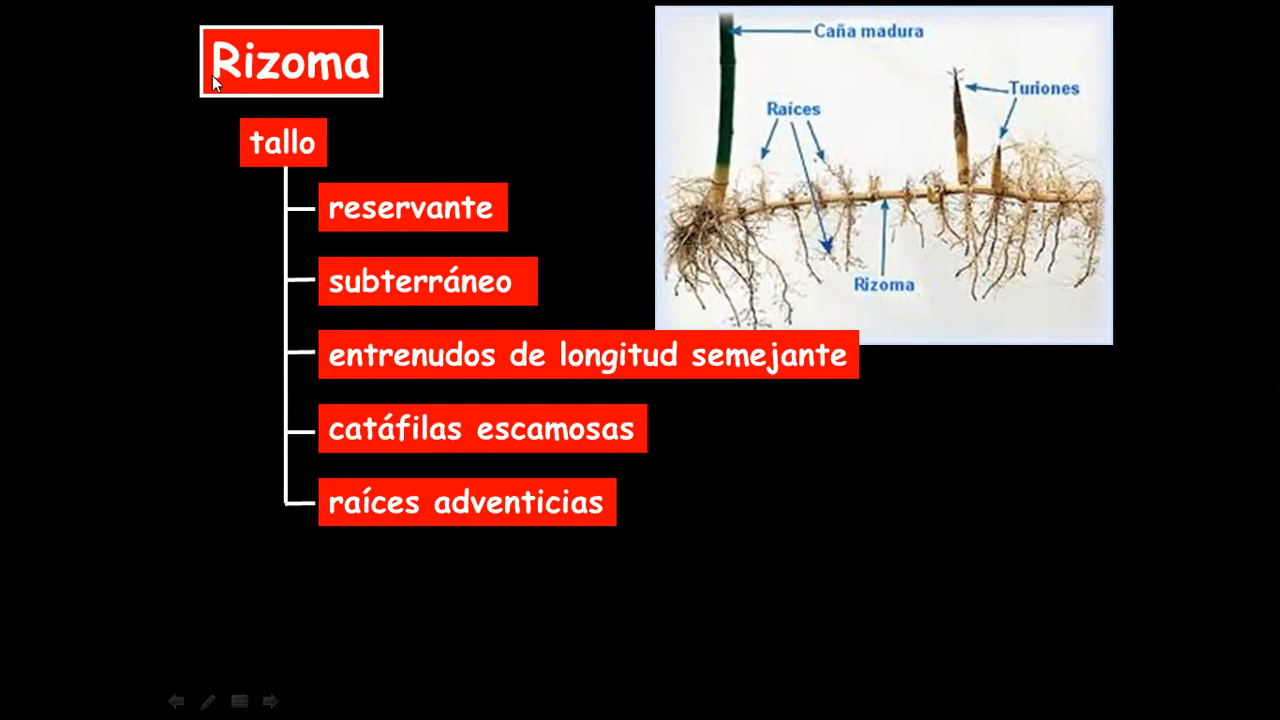 Rizoma
tallo
reservante
subterráneo
entrenudos de longitud semejante
catáfilas escamosas
raíces adventicias
Caña madura
Turiones
Raíces
Rizoma